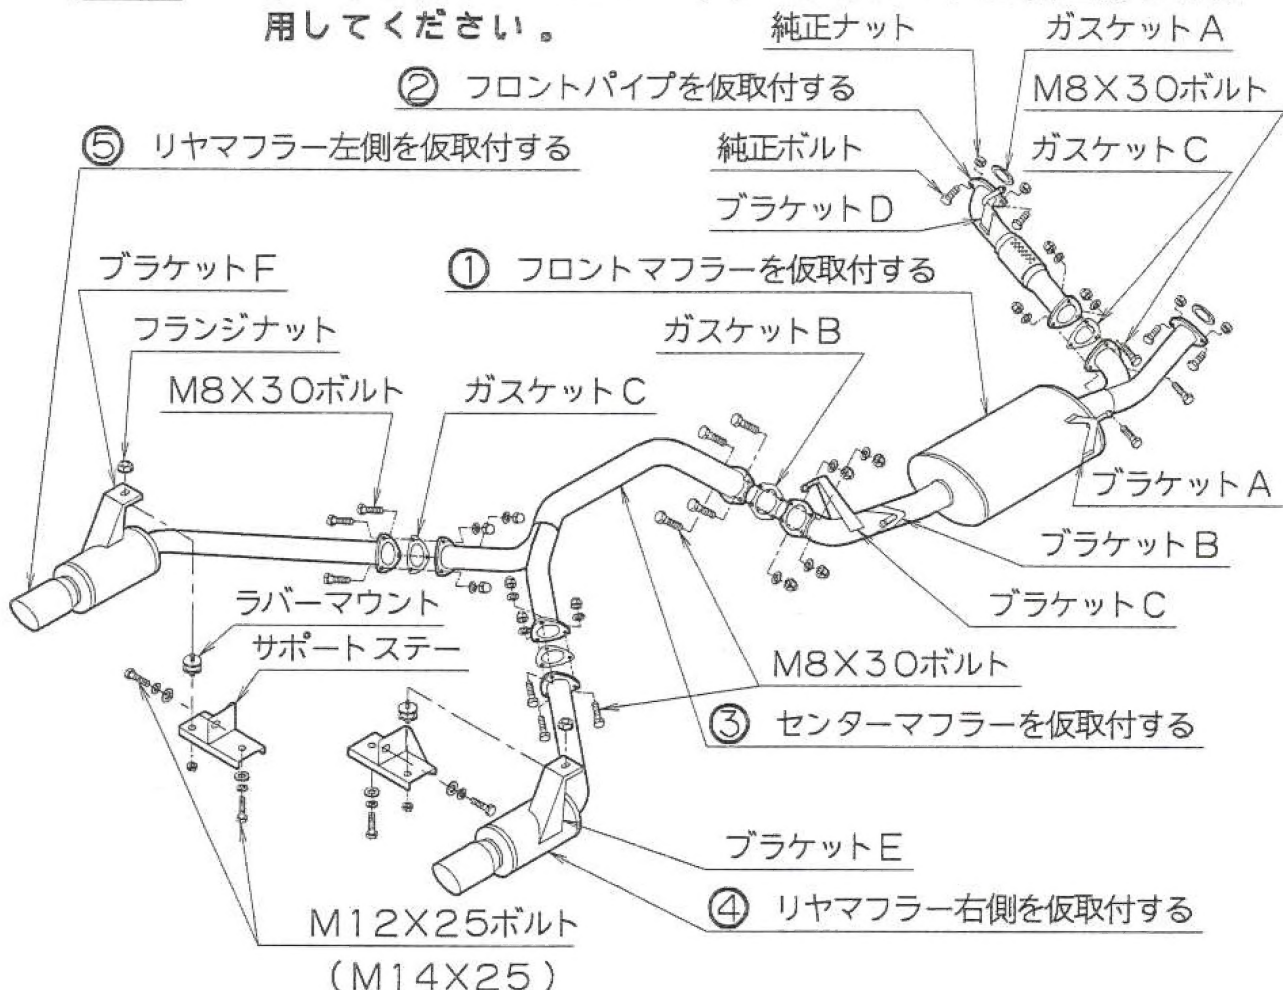 用してください。
純正ナット
ガスケットA
② フロントパイプを仮取付する
M8X30ボルト
⑤ リヤマフラー左側を仮取付する
純正ボルト
ガスケットC
ブラケットD
ブラケットF
① フロントマフラーを仮取付する
フランジナット
ガスケットB
M8X30ボルト
ガスケットC
ブラケットA
ブラケットB
ラバーマウント
ブラケットC
サポートステー
M8X30ボルト
③ センターマフラーを仮取付する
ブラケットE
④ リヤマフラー右側を仮取付する
M12X25ボルト
(M14X25)